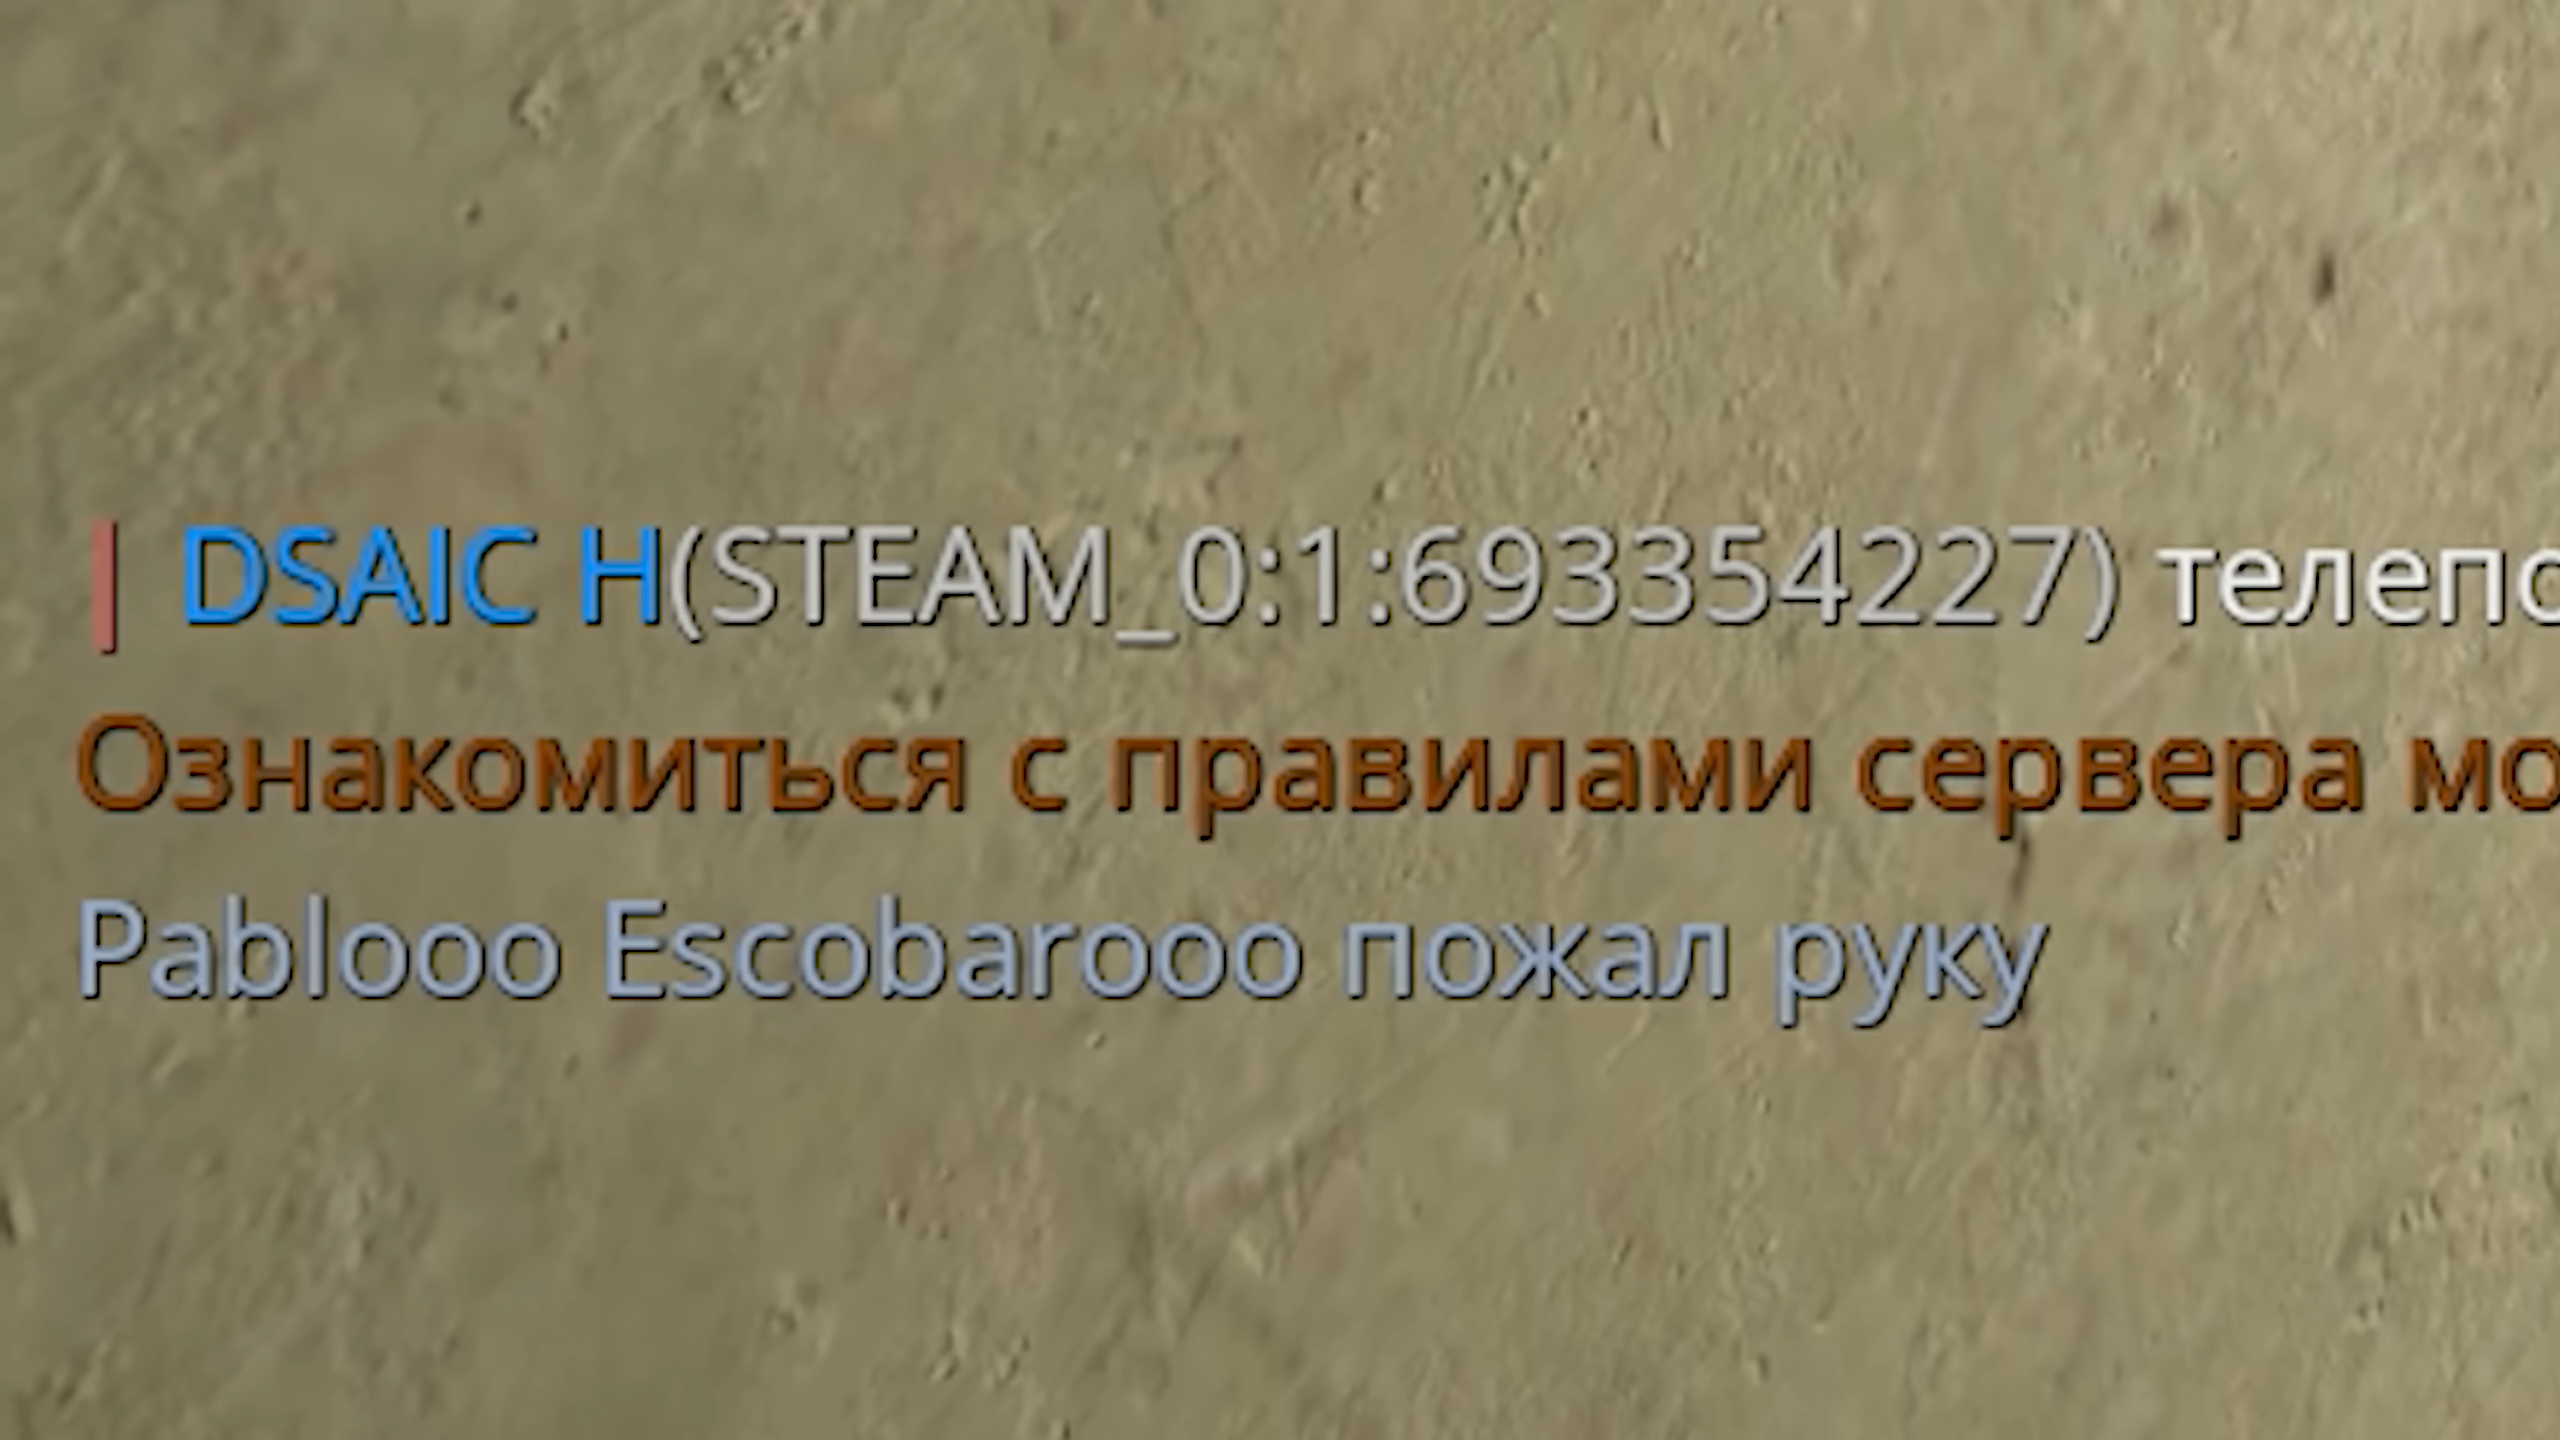 | DSAIC H(STEAM_0:1:693354227) телепо
Ознакомиться с правилами сервера мо
Pablooo Escobarooo пожал руку